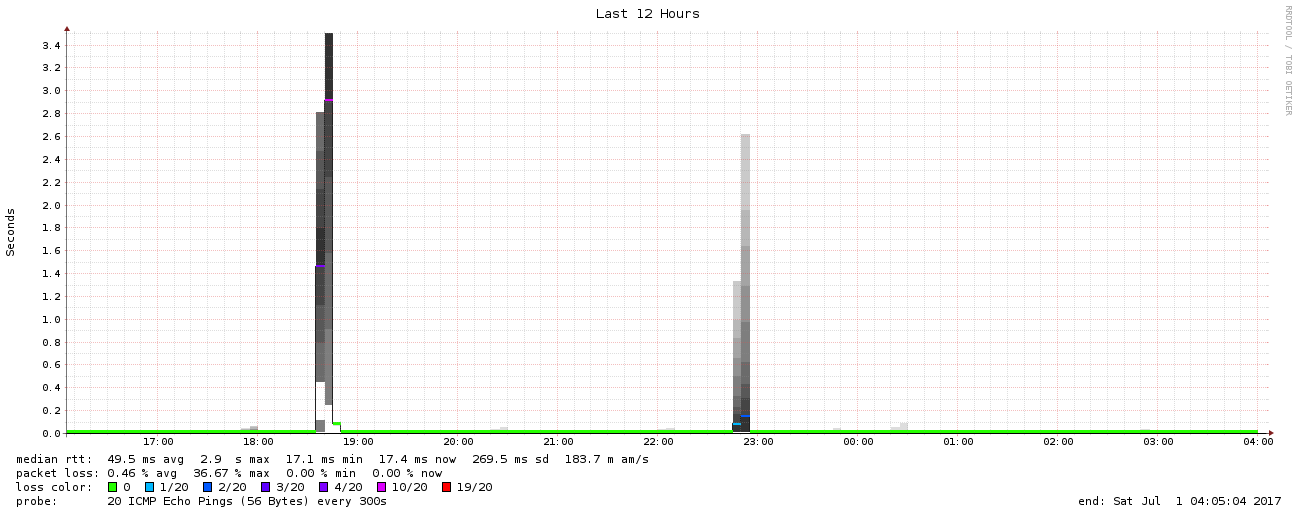 Last 12 Hours
RRDTOOL / TOBI OETIKER
Seconds
3.4
3.2
3.0
2.8
2.6
2.4
2.2
2.0
1.8
1.6
1.4
1.2
1.0
0.8
0.6
0.4
0.2
0.0
17:00 18:00 19:00 20:00 21:00 22:00 23:00 00:00 01:00 02:00 03:00 04:00
median rtt: 49.5 ms avg 2.9 s max 17.1 ms min 17.4 ms now 269.5 ms sd 183.7 m am/s
packet loss: 0.46 % avg 36.67 % max 0.00 % min 0.00 % now
loss color: 0 1/20 2/20 3/20 4/20 10/20 19/20
probe: 20 ICMP Echo Pings (56 Bytes) every 300s end: Sat Jul 1 04:05:04 2017